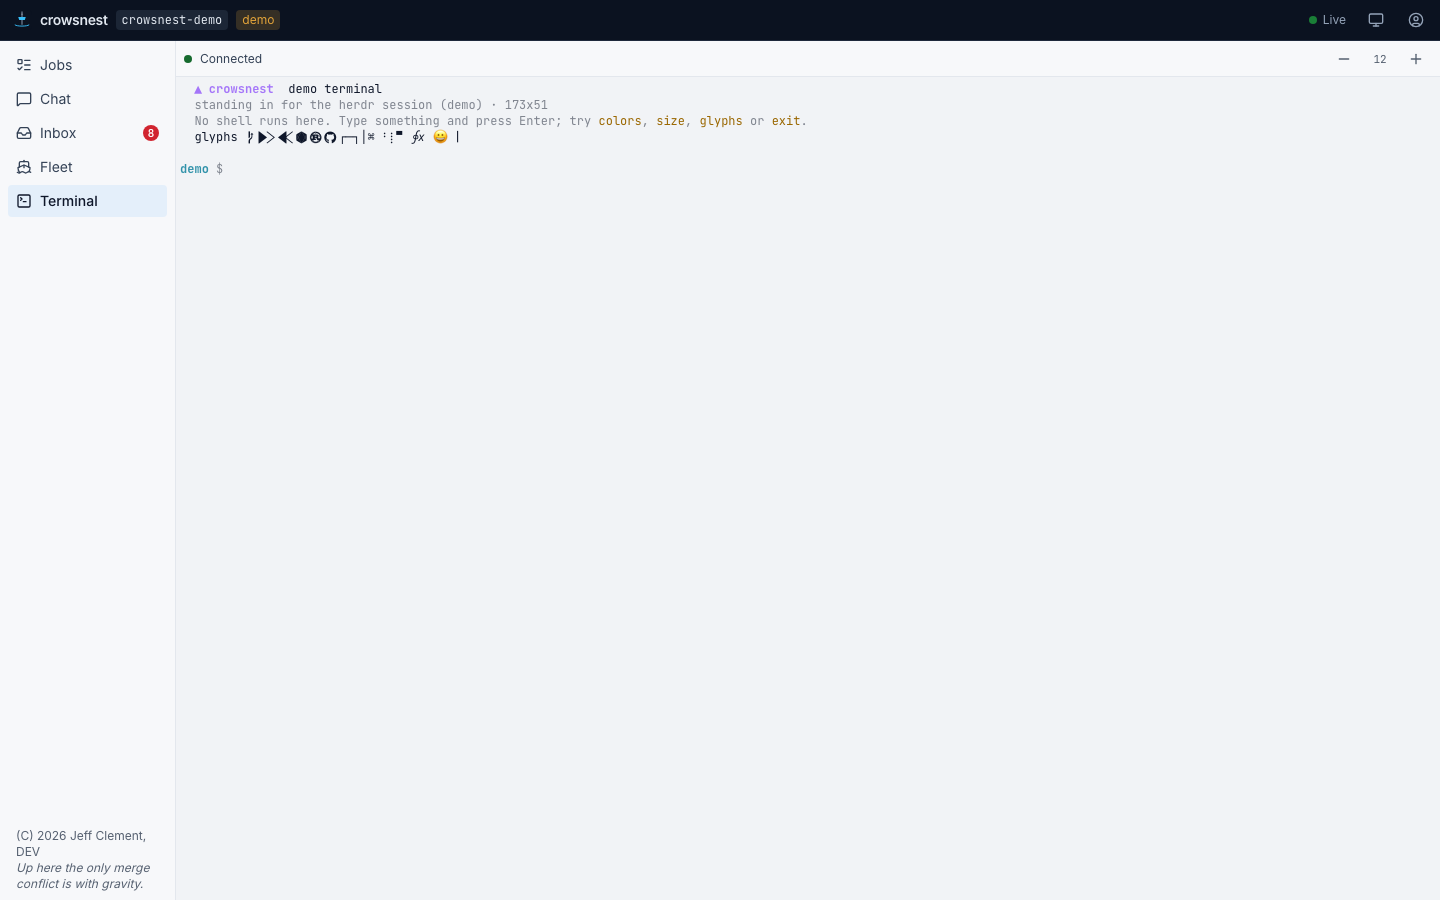 crowsnest crowsnest-demo demo Live
Jobs
Chat
Inbox 8
Fleet
Terminal
Connected 12
▲ crowsnest demo terminal
standing in for the herdr session (demo) · 173x51
No shell runs here. Type something and press Enter; try colors, size, glyphs or exit.
glyphs
demo $
(C) 2026 Jeff Clement,
DEV
Up here the only merge
conflict is with gravity.